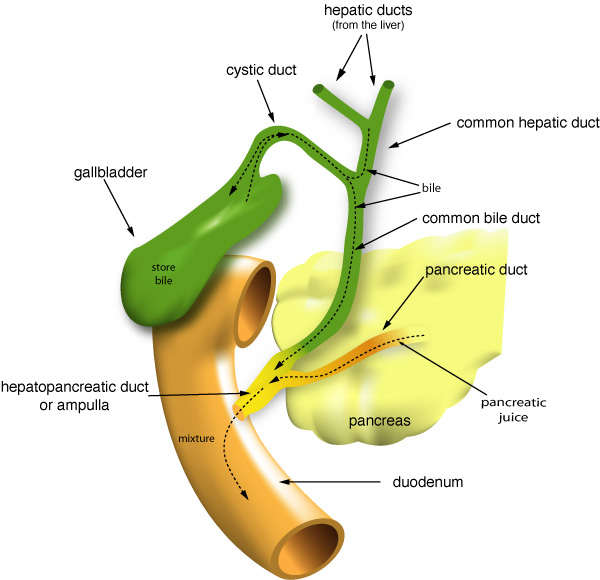 hepatic ducts
(from the liver)
cystic duct
common hepatic duct
gallbladder
bile
common bile duct
store
bile
pancreatic duct
hepatopancreatic duct
or ampulla
pancreatic
juice
pancreas
mixture
duodenum